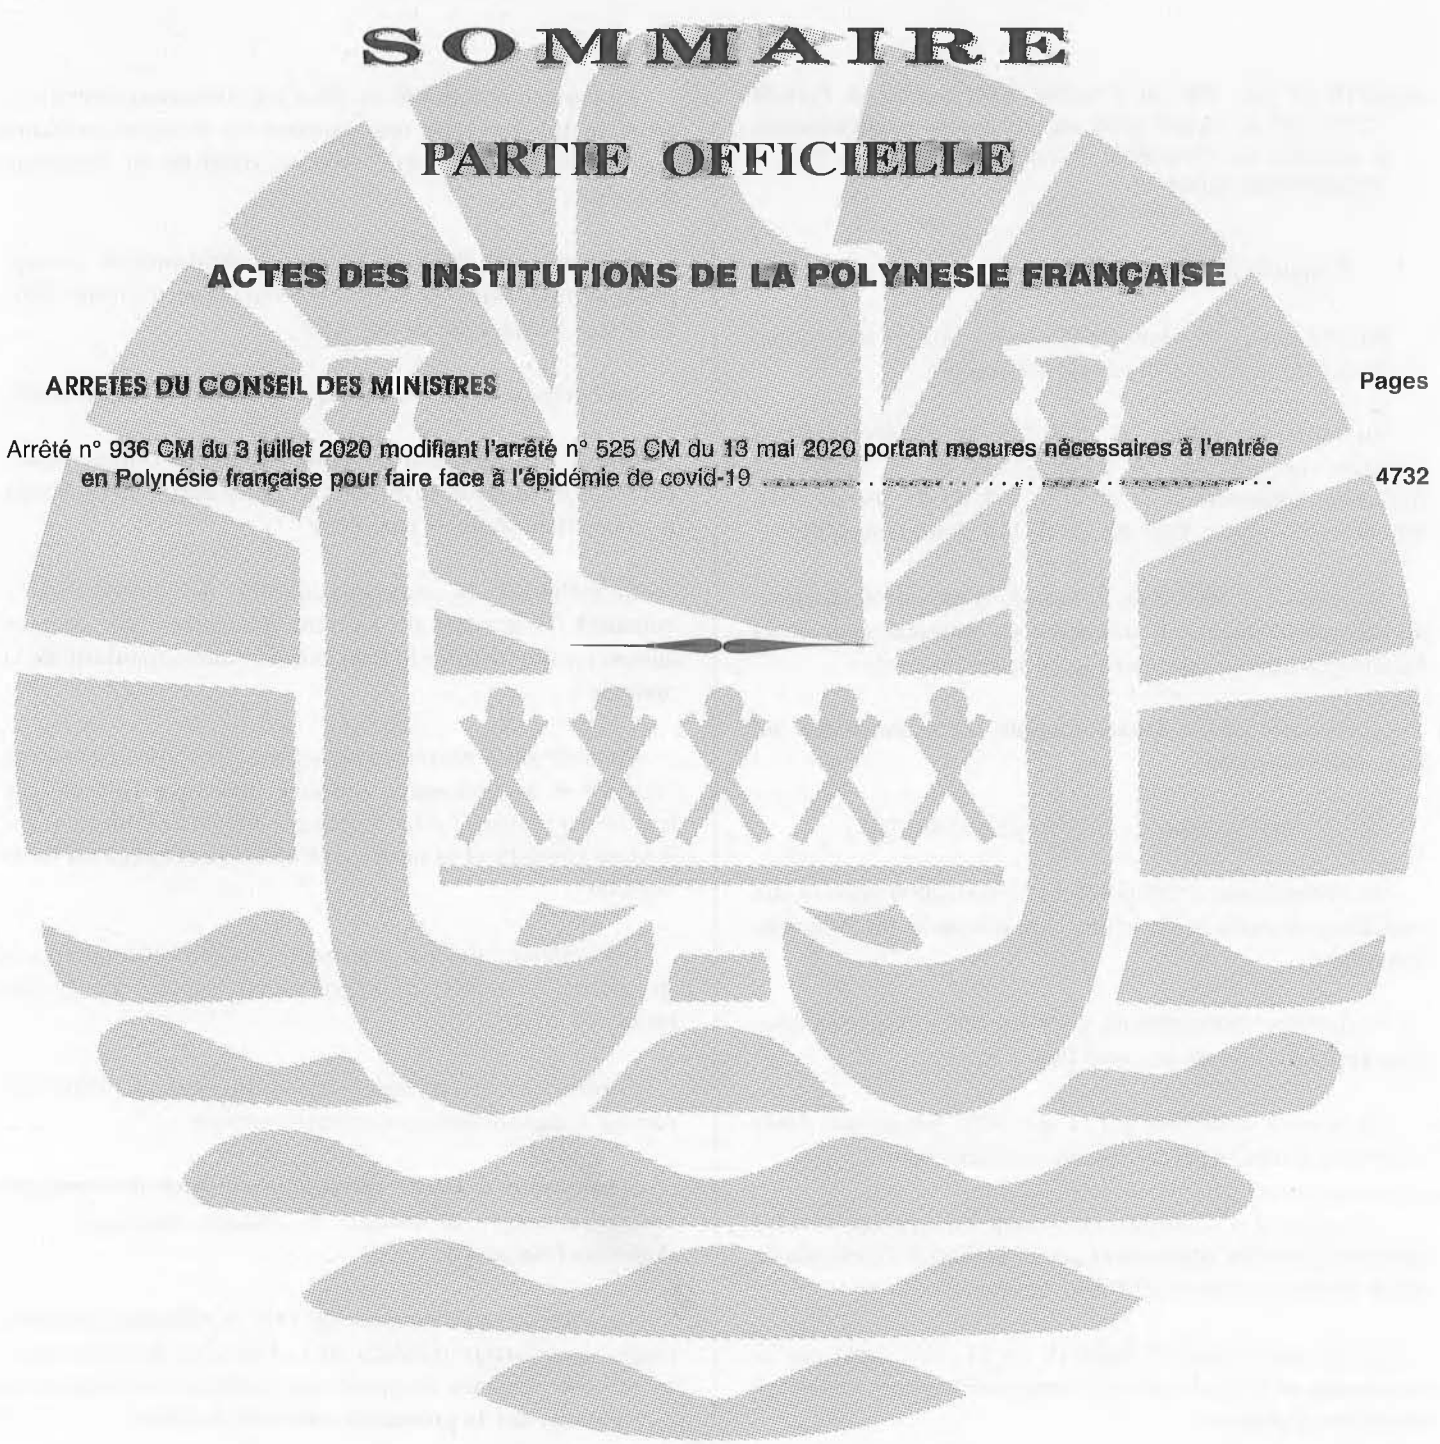 SOMMAIRE
PARTIE OFFICIELLE
ACTES DES INSTITUTIONS DE LA POLYNESIE FRANÇAISE
ARRETES DU CONSEIL DES MINISTRES Pages
Arrêté n° 936 CM du 3 juillet 2020 modifiant l'arrêté n° 525 CM du 13 mai 2020 portant mesures nécessaires à l'entrée
en Polynésie française pour faire face à l'épidémie de covid-19 ........................................ 4732